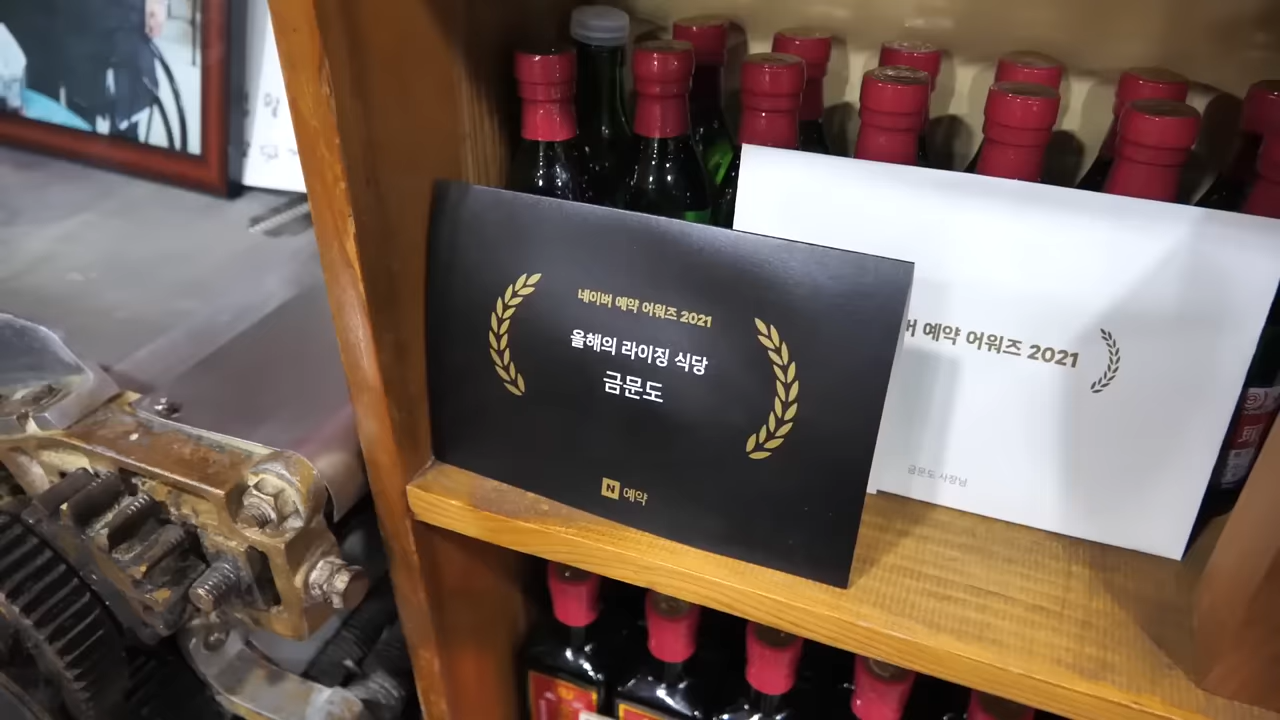 네이버 예약 어워즈 2021
올해의 라이징 식당
금문도
N 예약
버 예약 어워즈 2021
금문도 사장님